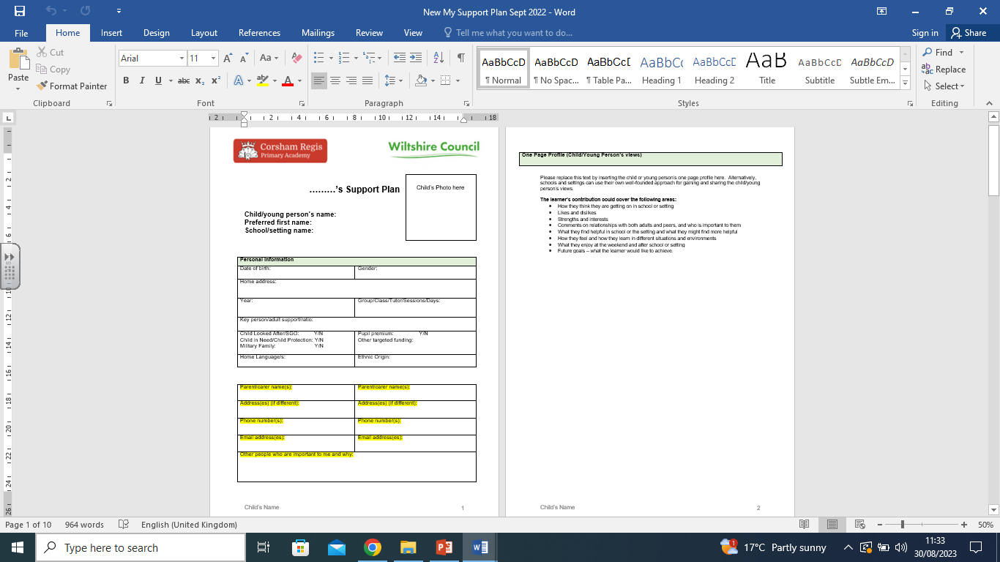 New My Support Plan Sept 2022 - Word
File Home Insert Design Layout References Mailings Review View Tell me what you want to do... Sign in Share
Paste
Cut
Copy
Format Painter
Clipboard
Arial 11
Font
Paragraph
AaBbCcD AaBbCcD AaBbCcL AaBbCc AaBbCcD AaB AaBbCcD AaBbCcD
¶ Normal ¶ No Spac... ¶ Table Pa... Heading 1 Heading 2 Title Subtitle Subtle Em...
Styles
Find
Replace
Select
Editing
2 2 4 6 8 10 12 14 18
Corsham Regis
Primary Academy
Wiltshire Council
………'s Support Plan
Child's Photo here
Child/young person's name:
Preferred first name:
School/setting name:
Personal Information
Date of birth: Gender:
Home address:
Year: Group/Class/Tutor/Sessions/Days:
Key person/adult support/ratio:
Child Looked After/SGO: Y/N Pupil premium: Y/N
Child in Need/Child Protection: Y/N Other targeted funding:
Military Family: Y/N
Home Language/s: Ethnic Origin:
Parent/carer name(s): Parent/carer name(s):
Address(es) (if different): Address(es) (if different):
Phone number(s): Phone number(s):
Email address(es): Email address(es):
Other people who are important to me and why:
Child's Name 1
One Page Profile (Child/Young Person's views)
Please replace this text by inserting the child or young person's one page profile here. Alternatively,
schools and settings can use their own well-founded approach for gaining and sharing the child/young
person's views.
The learner's contribution could cover the following areas:
• How they think they are getting on in school or setting
• Likes and dislikes
• Strengths and interests
• Comments on relationships with both adults and peers, and who is important to them
• What they find helpful in school or the setting and what they might find more helpful
• How they feel and how they learn in different situations and environments
• What they enjoy at the weekend and after school or setting
• Future goals – what the learner would like to achieve.
Child's Name 2
Page 1 of 10 964 words English (United Kingdom) 50%
Type here to search
17°C Partly sunny
11:33
30/08/2023